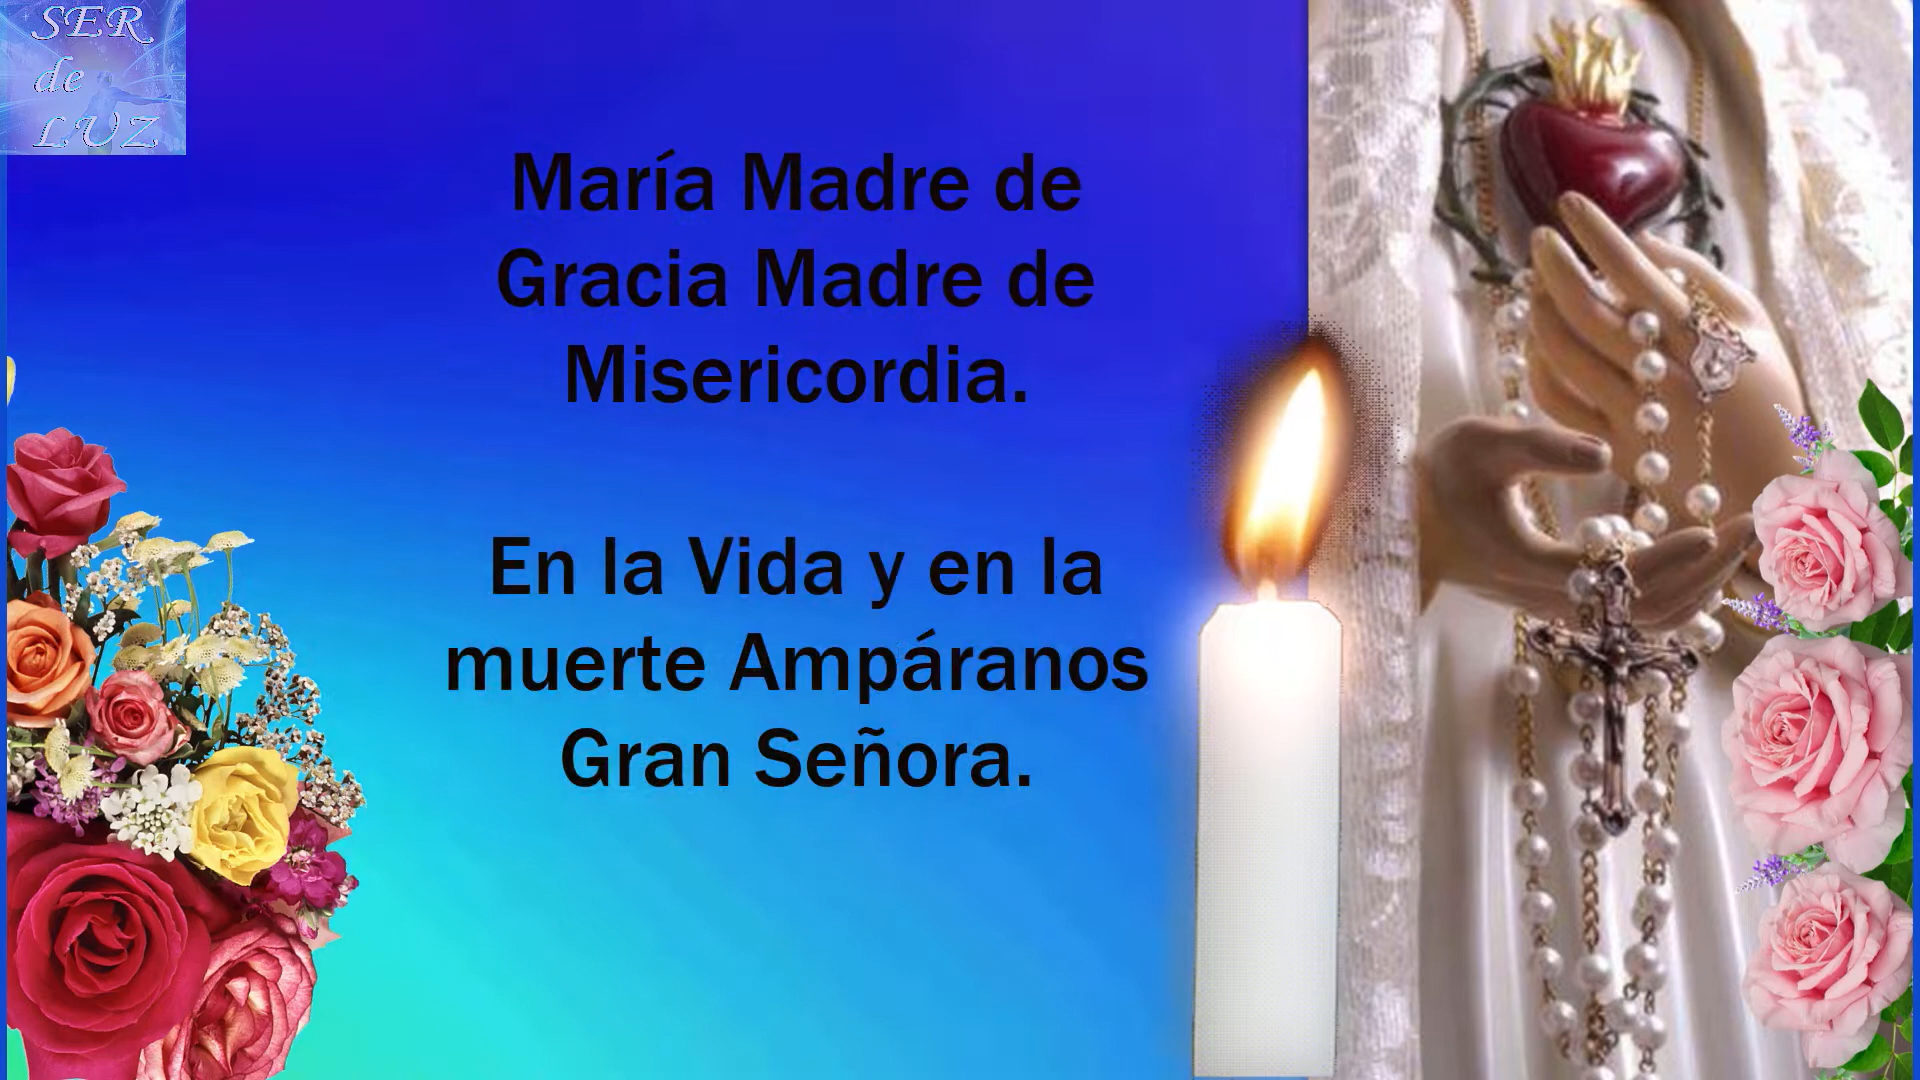 SER
de
LUZ
María Madre de
Gracia Madre de
Misericordia.
En la Vida y en la
muerte Ampáranos
Gran Señora.